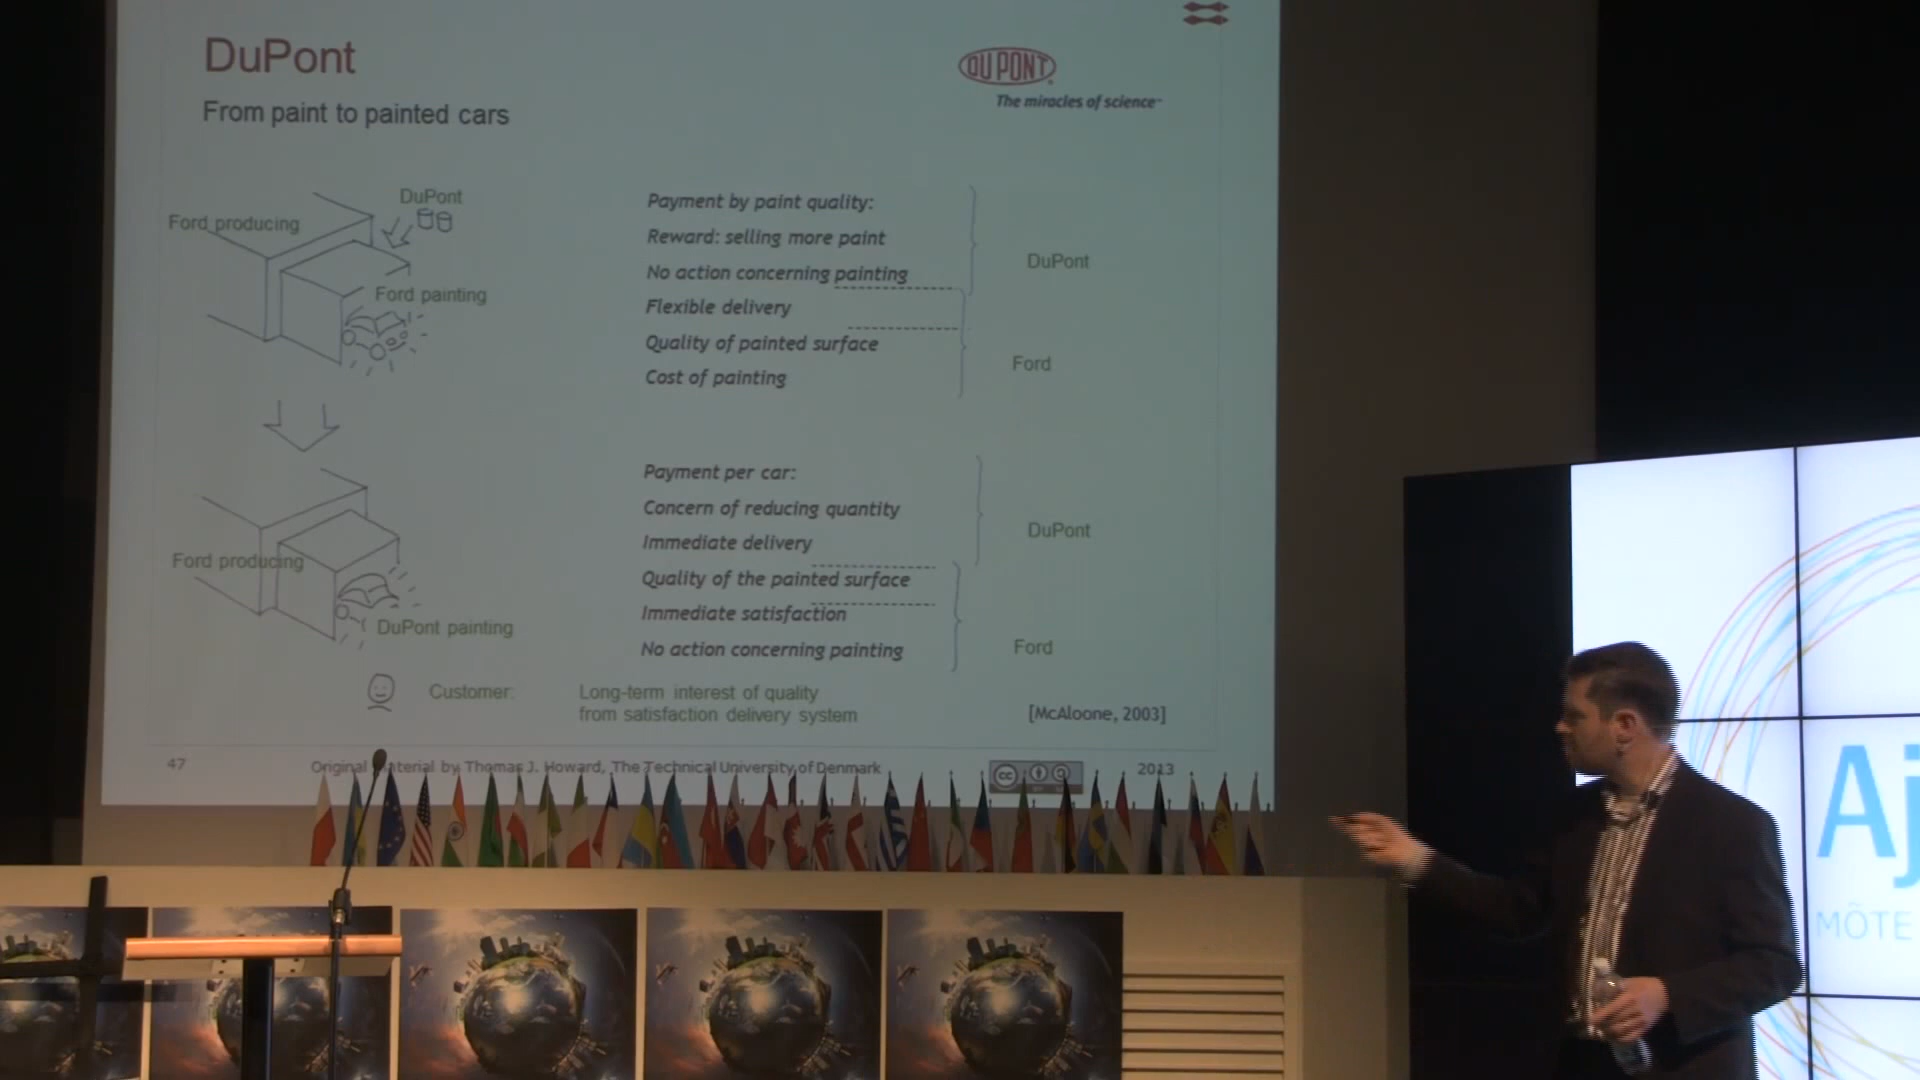 DuPont
DU PONT
The miracles of science
From paint to painted cars
Ford producing
DuPont
Ford painting
Payment by paint quality:
Reward: selling more paint
No action concerning painting
Flexible delivery
Quality of painted surface
Cost of painting
DuPont
Ford
Ford producing
DuPont painting
Payment per car:
Concern of reducing quantity
Immediate delivery
Quality of the painted surface
Immediate satisfaction
No action concerning painting
DuPont
Ford
Customer:
Long-term interest of quality
from satisfaction delivery system
[McAloone, 2003]
47
Original material by Thomas J. Howard, The Technical University of Denmark
cc
2013
Aj
MÕTE